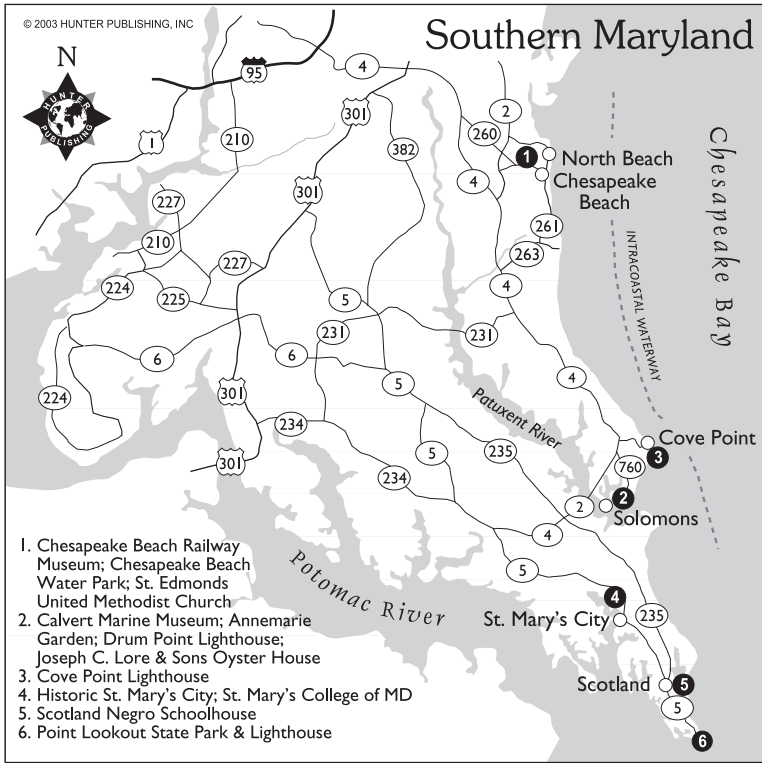 © 2003 HUNTER PUBLISHING, INC
Southern Maryland
N
HUNTER
PUBLISHING
95
4
301
2
1
210
260
382
1
North Beach
Chesapeake
Beach
Chesapeake Bay
4
301
227
261
210
263
INTRACOASTAL WATERWAY
227
4
224
225
5
231
231
6
6
4
5
224
301
Patuxent River
234
Cove Point
5
235
3
301
760
234
2
2
Solomons
4
5
Potomac River
4
St. Mary's City
235
Scotland
5
5
6
1. Chesapeake Beach Railway
Museum; Chesapeake Beach
Water Park; St. Edmonds
United Methodist Church
2. Calvert Marine Museum; Annemarie
Garden; Drum Point Lighthouse;
Joseph C. Lore & Sons Oyster House
3. Cove Point Lighthouse
4. Historic St. Mary's City; St. Mary's College of MD
5. Scotland Negro Schoolhouse
6. Point Lookout State Park & Lighthouse